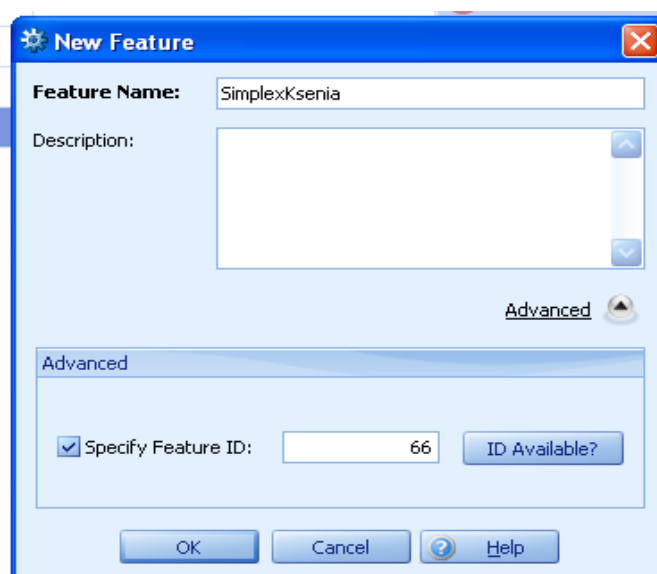 New Feature
Feature Name: SimplexKsenia
Description:
Advanced
Advanced
Specify Feature ID: 66 ID Available?
OK Cancel Help